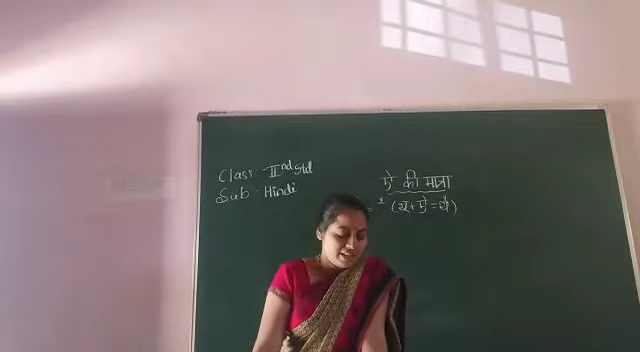 Class :- IInd Std
Sub :- Hindi
ऐ की मात्रा
(थ + ऐ = थै)